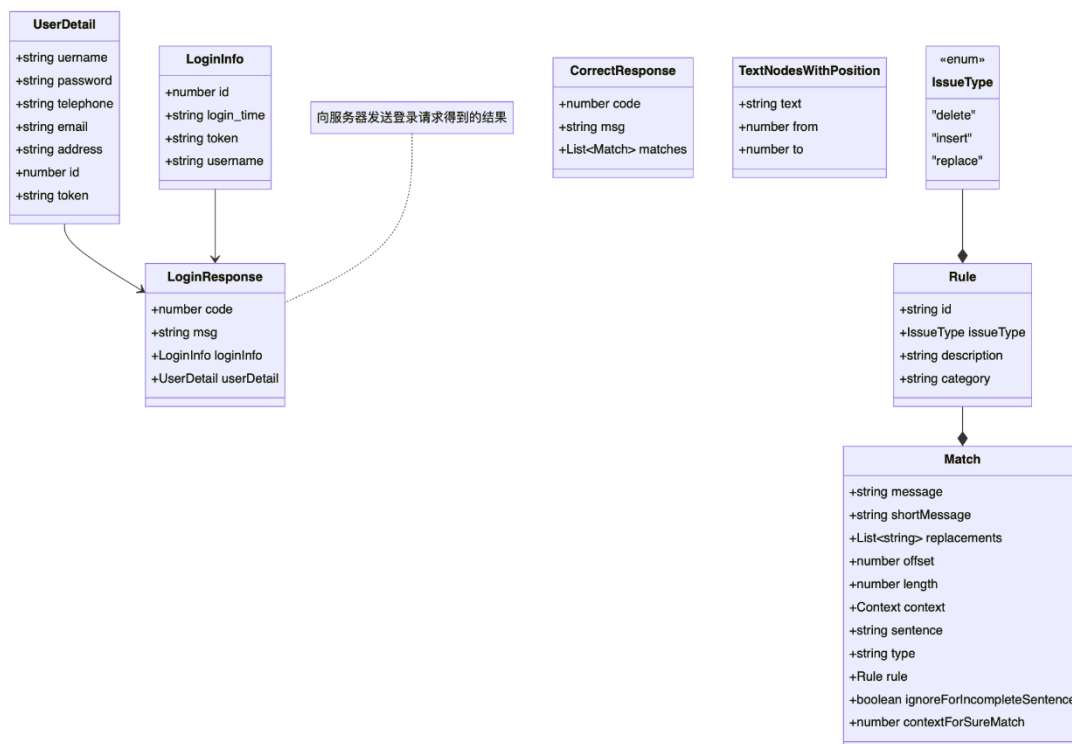 UserDetail
+string uername
+string password
+string telephone
+string email
+string address
+number id
+string token
LoginInfo
+number id
+string login_time
+string token
+string username
向服务器发送登录请求得到的结果
CorrectResponse
+number code
+string msg
+List<Match> matches
TextNodesWithPosition
+string text
+number from
+number to
«enum»
IssueType
"delete"
"insert"
"replace"
LoginResponse
+number code
+string msg
+LoginInfo loginInfo
+UserDetail userDetail
Rule
+string id
+IssueType issueType
+string description
+string category
Match
+string message
+string shortMessage
+List<string> replacements
+number offset
+number length
+Context context
+string sentence
+string type
+Rule rule
+boolean ignoreForIncompleteSentence
+number contextForSureMatch